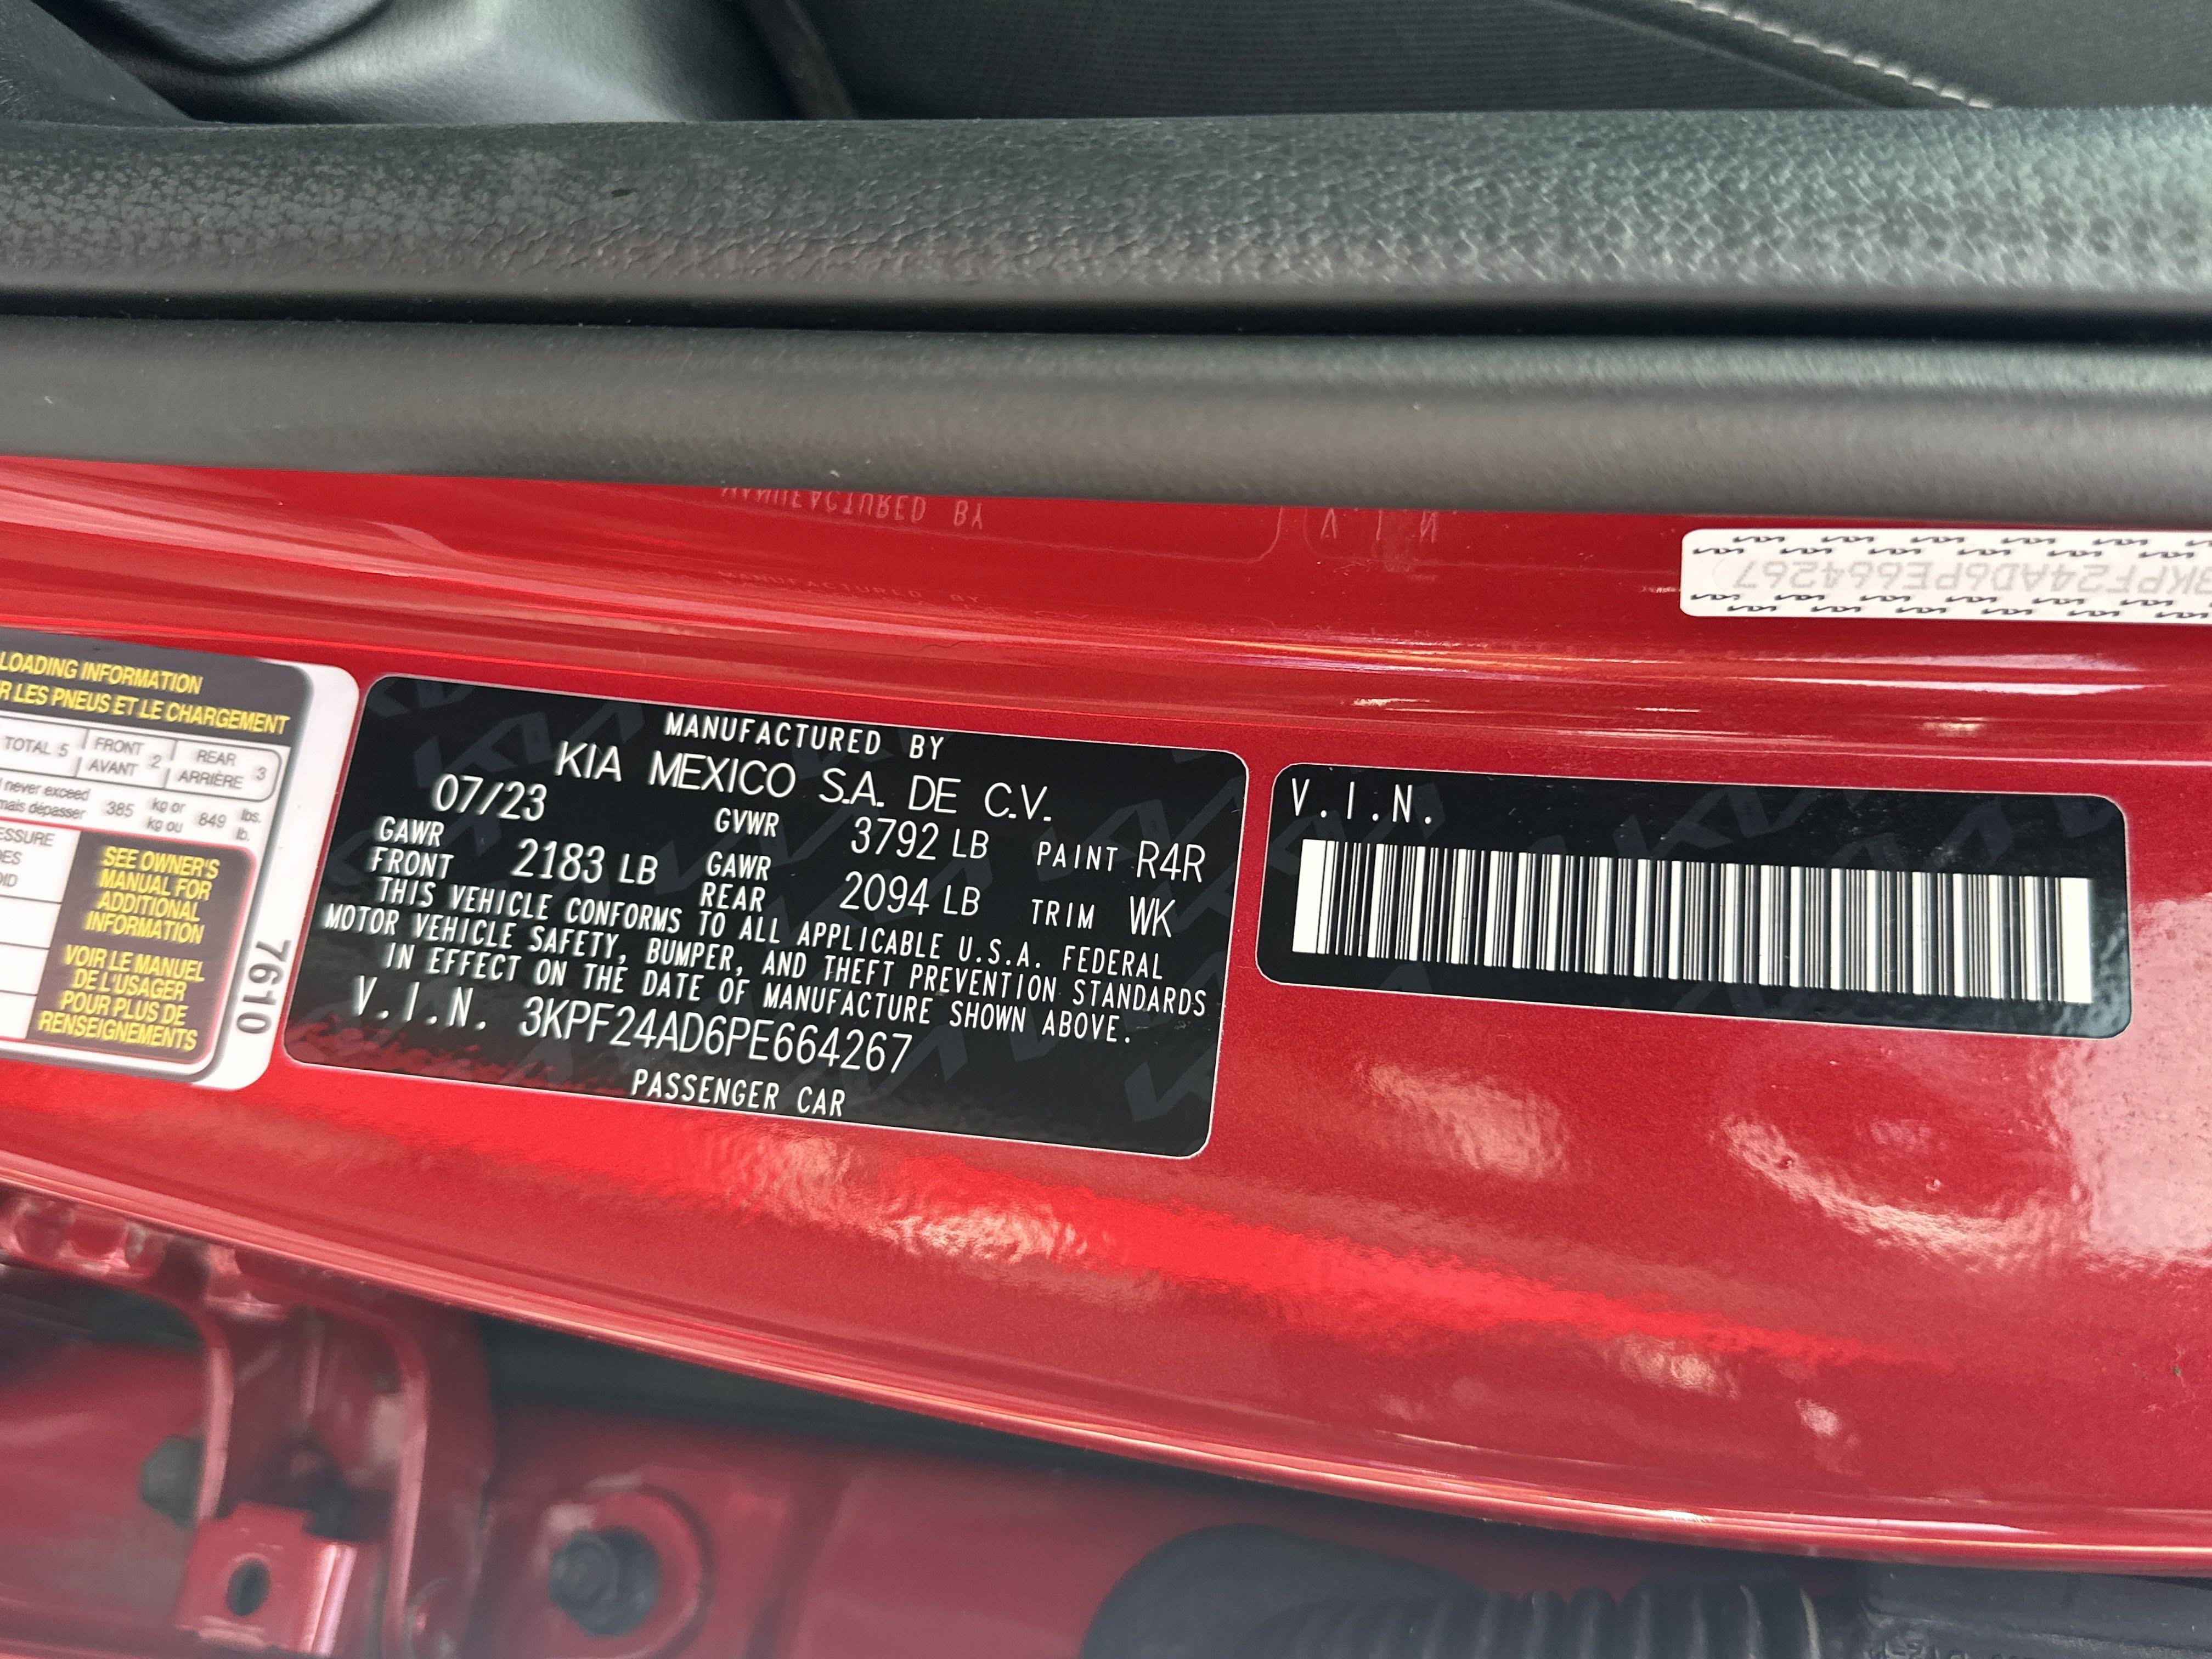 3KPF24AD6PE664267
LOADING INFORMATION
R LES PNEUS ET LE CHARGEMENT
TOTAL 5 FRONT AVANT 2 REAR ARRIÈRE 3
never exceed
mais dépasser 385 kg or kg ou 849 lbs. lb.
ESSURE
SEE OWNER'S
MANUAL FOR
ADDITIONAL
INFORMATION
VOIR LE MANUEL
DE L'USAGER
POUR PLUS DE
RENSEIGNEMENTS
7610
MANUFACTURED BY
KIA MEXICO S.A. DE C.V.
07/23 GVWR 3792 LB PAINT R4R
GAWR FRONT 2183 LB GAWR REAR 2094 LB TRIM WK
THIS VEHICLE CONFORMS TO ALL APPLICABLE U.S.A. FEDERAL
MOTOR VEHICLE SAFETY, BUMPER, AND THEFT PREVENTION STANDARDS
IN EFFECT ON THE DATE OF MANUFACTURE SHOWN ABOVE.
V.I.N. 3KPF24AD6PE664267
PASSENGER CAR
V.I.N.